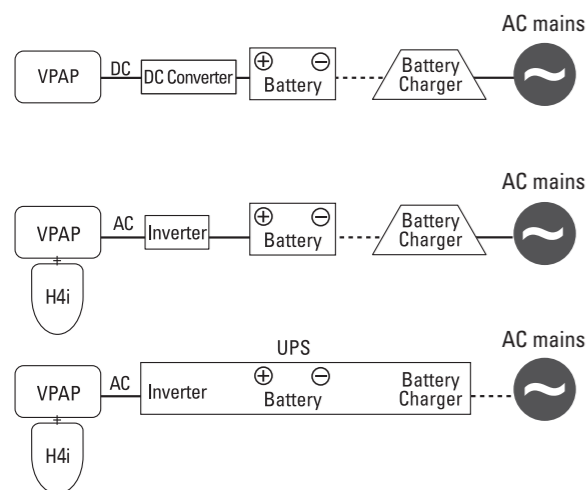 AC mains
VPAP
DC
DC Converter
+ −
Battery
Battery
Charger
~
AC mains
VPAP
AC
Inverter
+ −
Battery
Battery
Charger
~
H4i
UPS
AC mains
VPAP
AC
Inverter
+ −
Battery
Battery
Charger
~
H4i